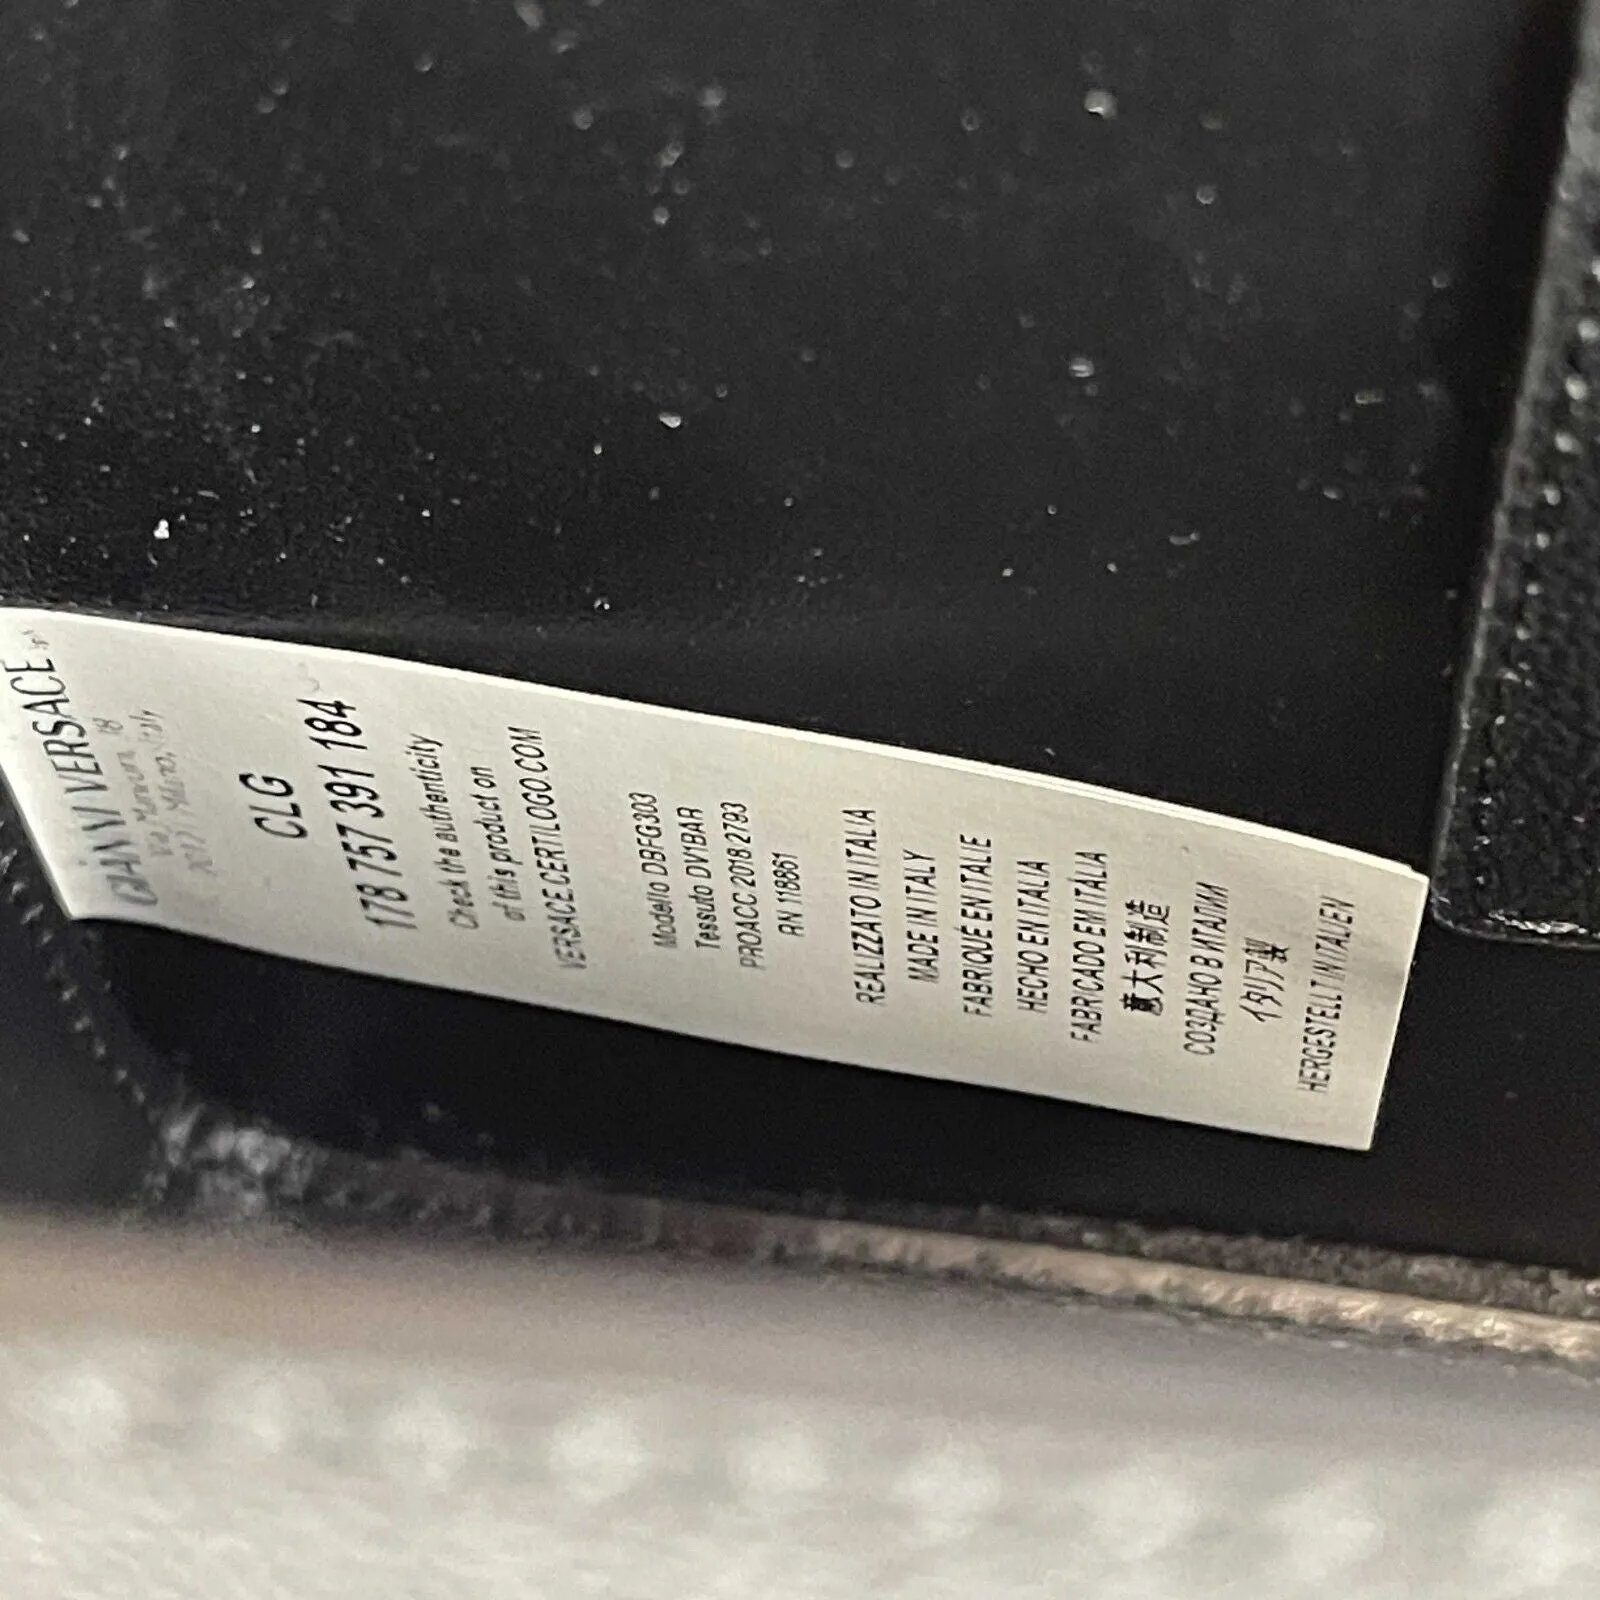 GIANNI VERSACE
CLG
178 757 391 184
Check the authenticity
of this product on
VERSACE.CERTILOGO.COM
Modello DBFG303
Tessuto DV1BAR
PROACC 2018 2793
RN 18861
REALIZZATO IN ITALIA
MADE IN ITALY
FABRIQUÉ EN ITALIE
HECHO EN ITALIA
FABRICADO EM ITÁLIA
意大利制造
СОЗДАНО В ИТАЛИИ
イタリア製
HERGESTELLT IN ITALIEN